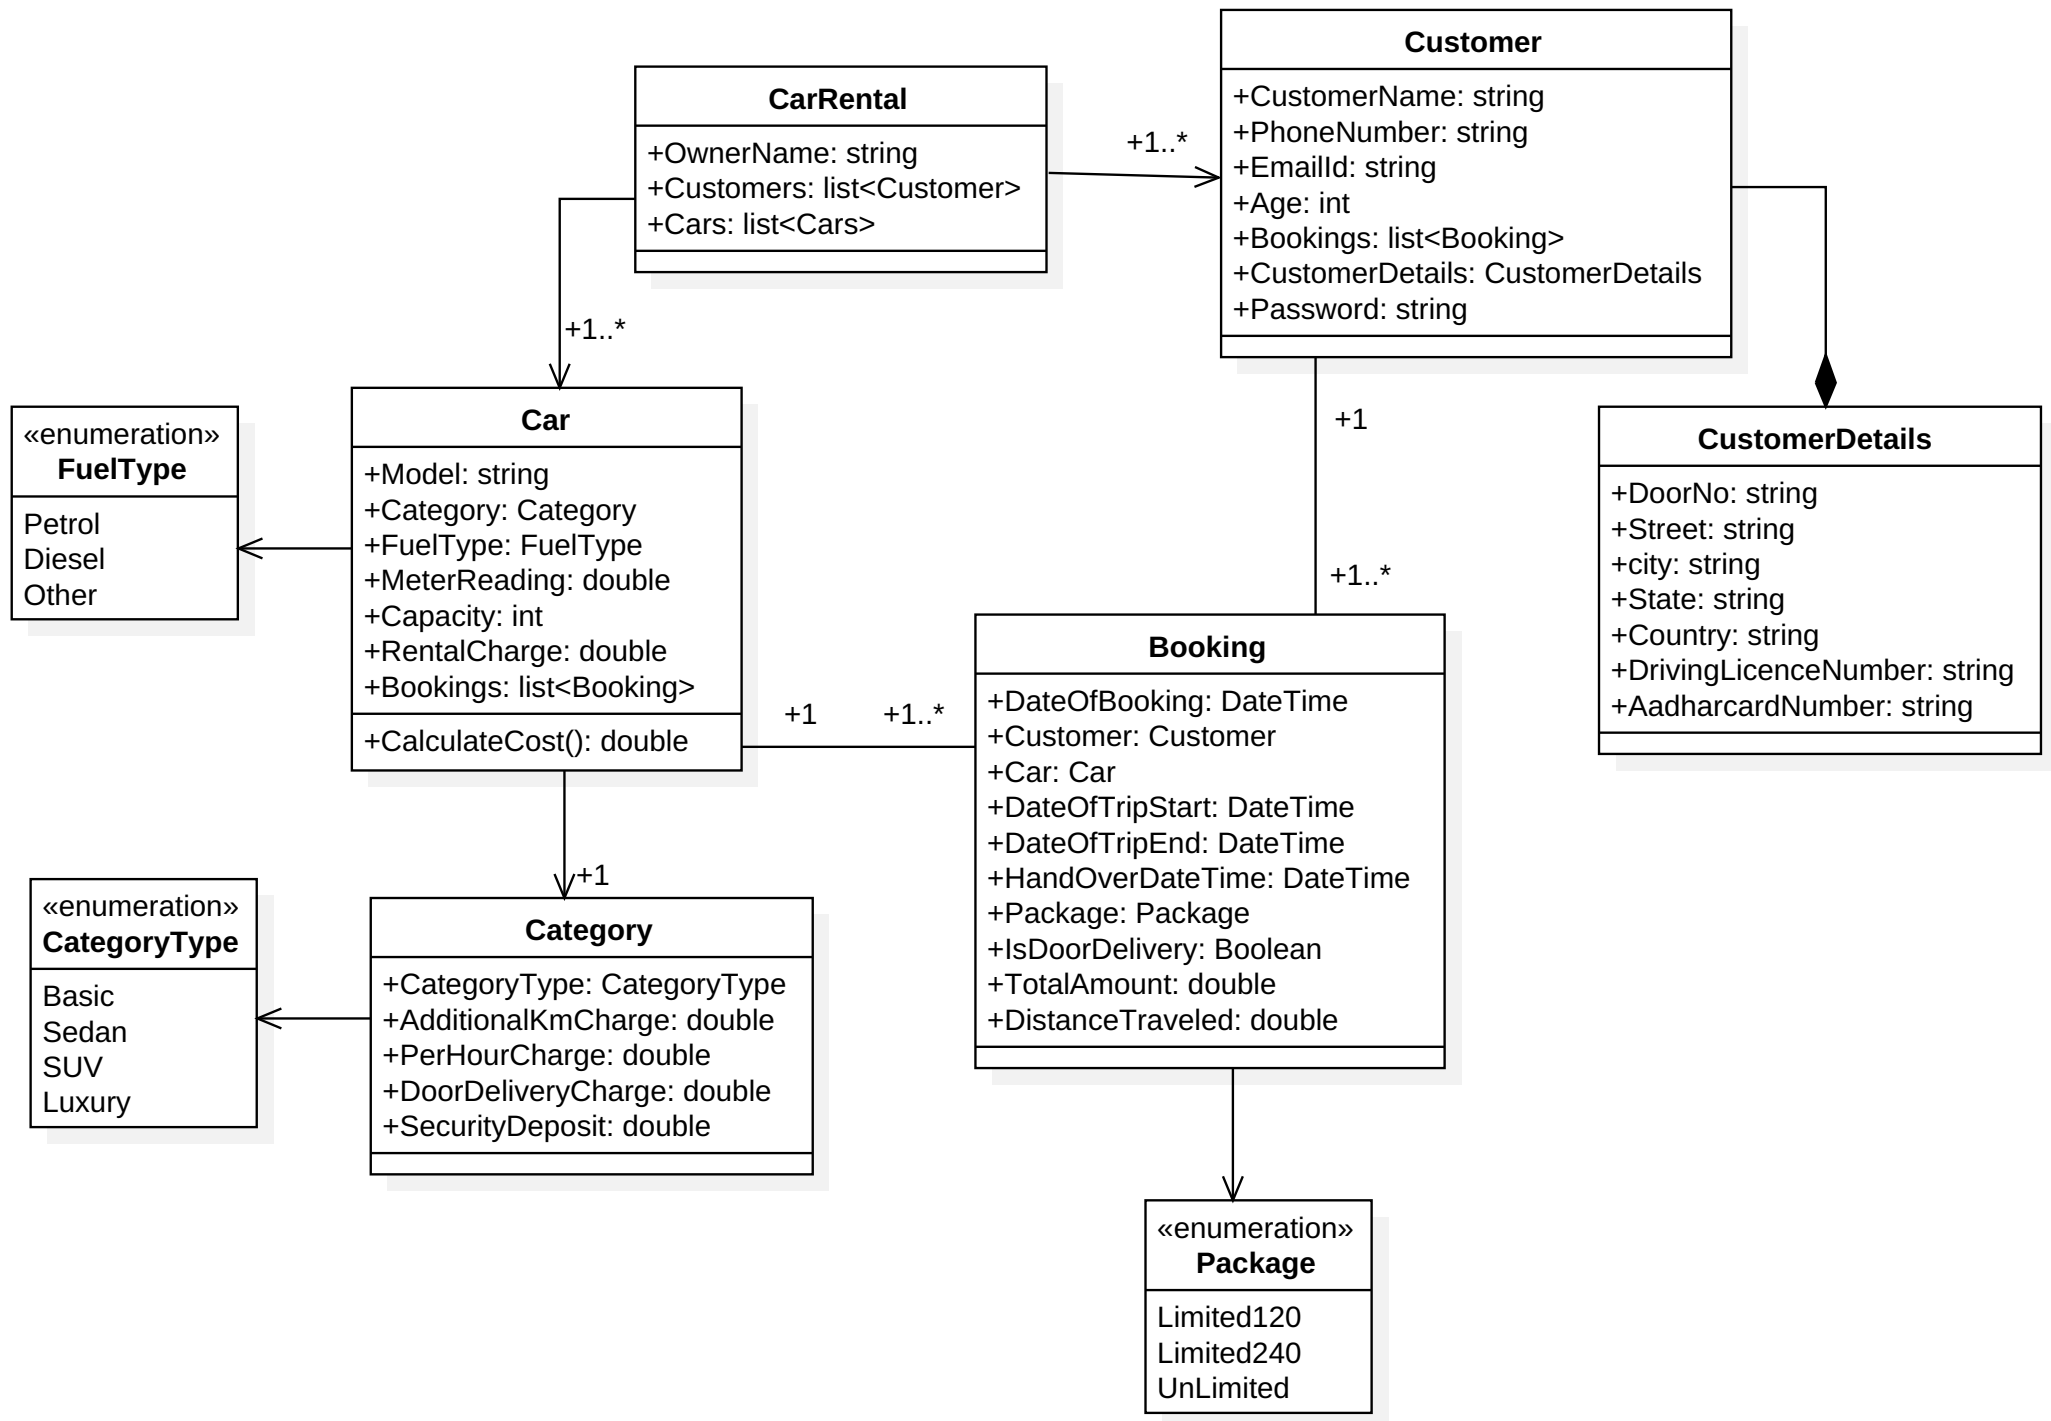 CarRental
+OwnerName: string
+Customers: list<Customer>
+Cars: list<Cars>
+1..*
+1..*
Customer
+CustomerName: string
+PhoneNumber: string
+EmailId: string
+Age: int
+Bookings: list<Booking>
+CustomerDetails: CustomerDetails
+Password: string
«enumeration»
FuelType
Petrol
Diesel
Other
Car
+Model: string
+Category: Category
+FuelType: FuelType
+MeterReading: double
+Capacity: int
+RentalCharge: double
+Bookings: list<Booking>
+CalculateCost(): double
+1
+1..*
+1
+1..*
CustomerDetails
+DoorNo: string
+Street: string
+city: string
+State: string
+Country: string
+DrivingLicenceNumber: string
+AadharcardNumber: string
Booking
+DateOfBooking: DateTime
+Customer: Customer
+Car: Car
+DateOfTripStart: DateTime
+DateOfTripEnd: DateTime
+HandOverDateTime: DateTime
+Package: Package
+IsDoorDelivery: Boolean
+TotalAmount: double
+DistanceTraveled: double
+1
«enumeration»
CategoryType
Basic
Sedan
SUV
Luxury
Category
+CategoryType: CategoryType
+AdditionalKmCharge: double
+PerHourCharge: double
+DoorDeliveryCharge: double
+SecurityDeposit: double
«enumeration»
Package
Limited120
Limited240
UnLimited